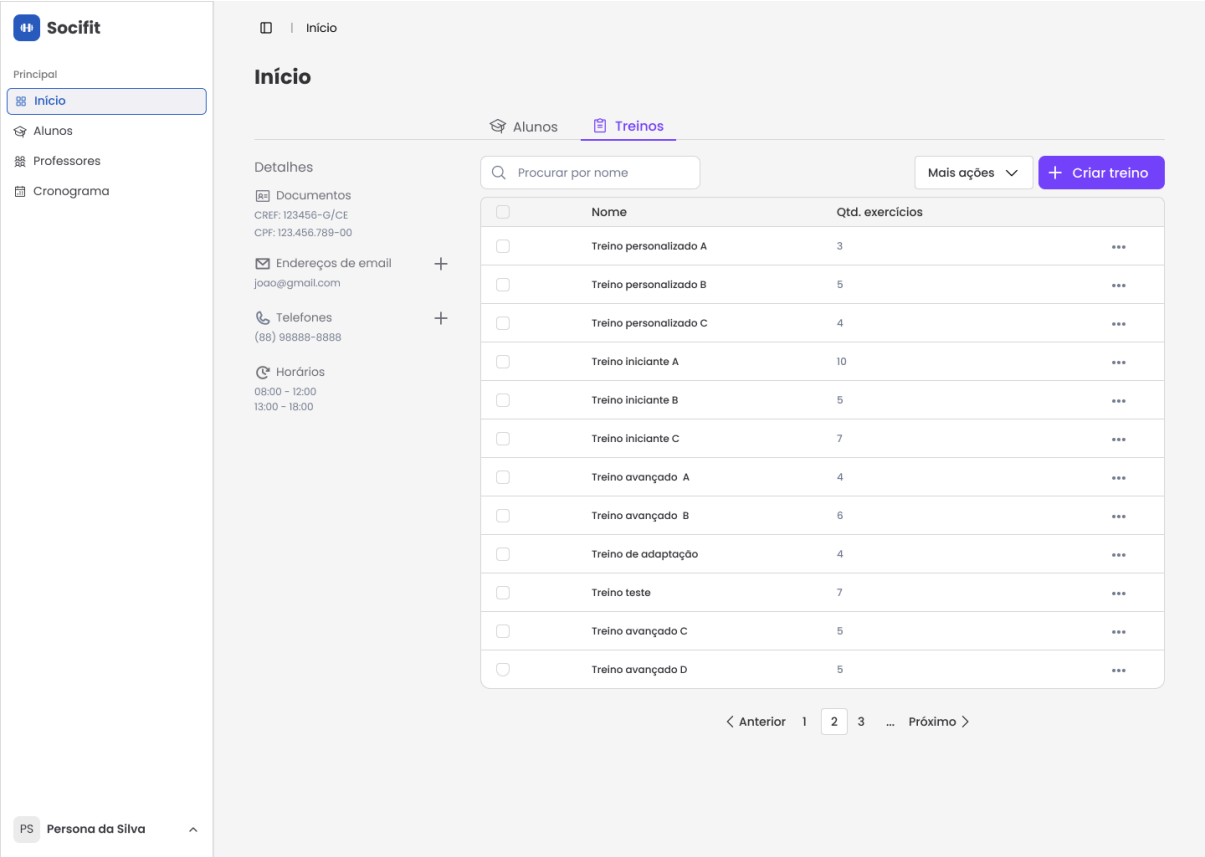 Socifit
Principal
Início
Alunos
Professores
Cronograma
PS Persona da Silva
Início
Início
Alunos
Treinos
Detalhes
Documentos
CREF: 123456-G/CE
CPF: 123.456.789-00
Endereços de email
joao@gmail.com
Telefones
(88) 98888-8888
Horários
08:00 - 12:00
13:00 - 18:00
Procurar por nome
Mais ações
Criar treino
Nome Qtd. exercícios
Treino personalizado A 3
Treino personalizado B 5
Treino personalizado C 4
Treino iniciante A 10
Treino iniciante B 5
Treino iniciante C 7
Treino avançado A 4
Treino avançado B 6
Treino de adaptação 4
Treino teste 7
Treino avançado C 5
Treino avançado D 5
Anterior 1 2 3 ... Próximo